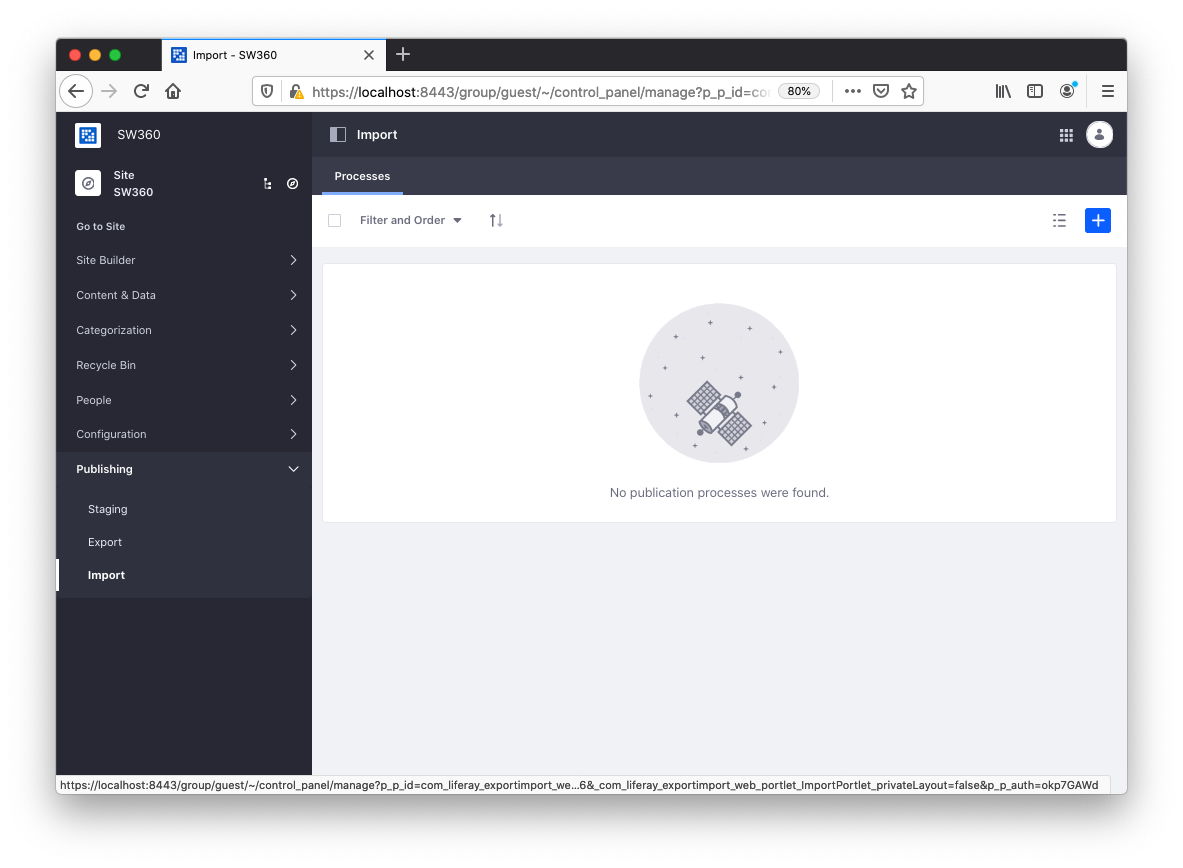 Import - SW360
https://localhost:8443/group/guest/~/control_panel/manage?p_p_id=co
80%
SW360
Import
Site
SW360
Processes
Go to Site
Filter and Order
Site Builder
Content & Data
Categorization
Recycle Bin
People
Configuration
Publishing
Staging
Export
Import
No publication processes were found.
https://localhost:8443/group/guest/~/control_panel/manage?p_p_id=com_liferay_exportimport_we...6&_com_liferay_exportimport_web_portlet_ImportPortlet_privateLayout=false&p_p_auth=okp7GAWd